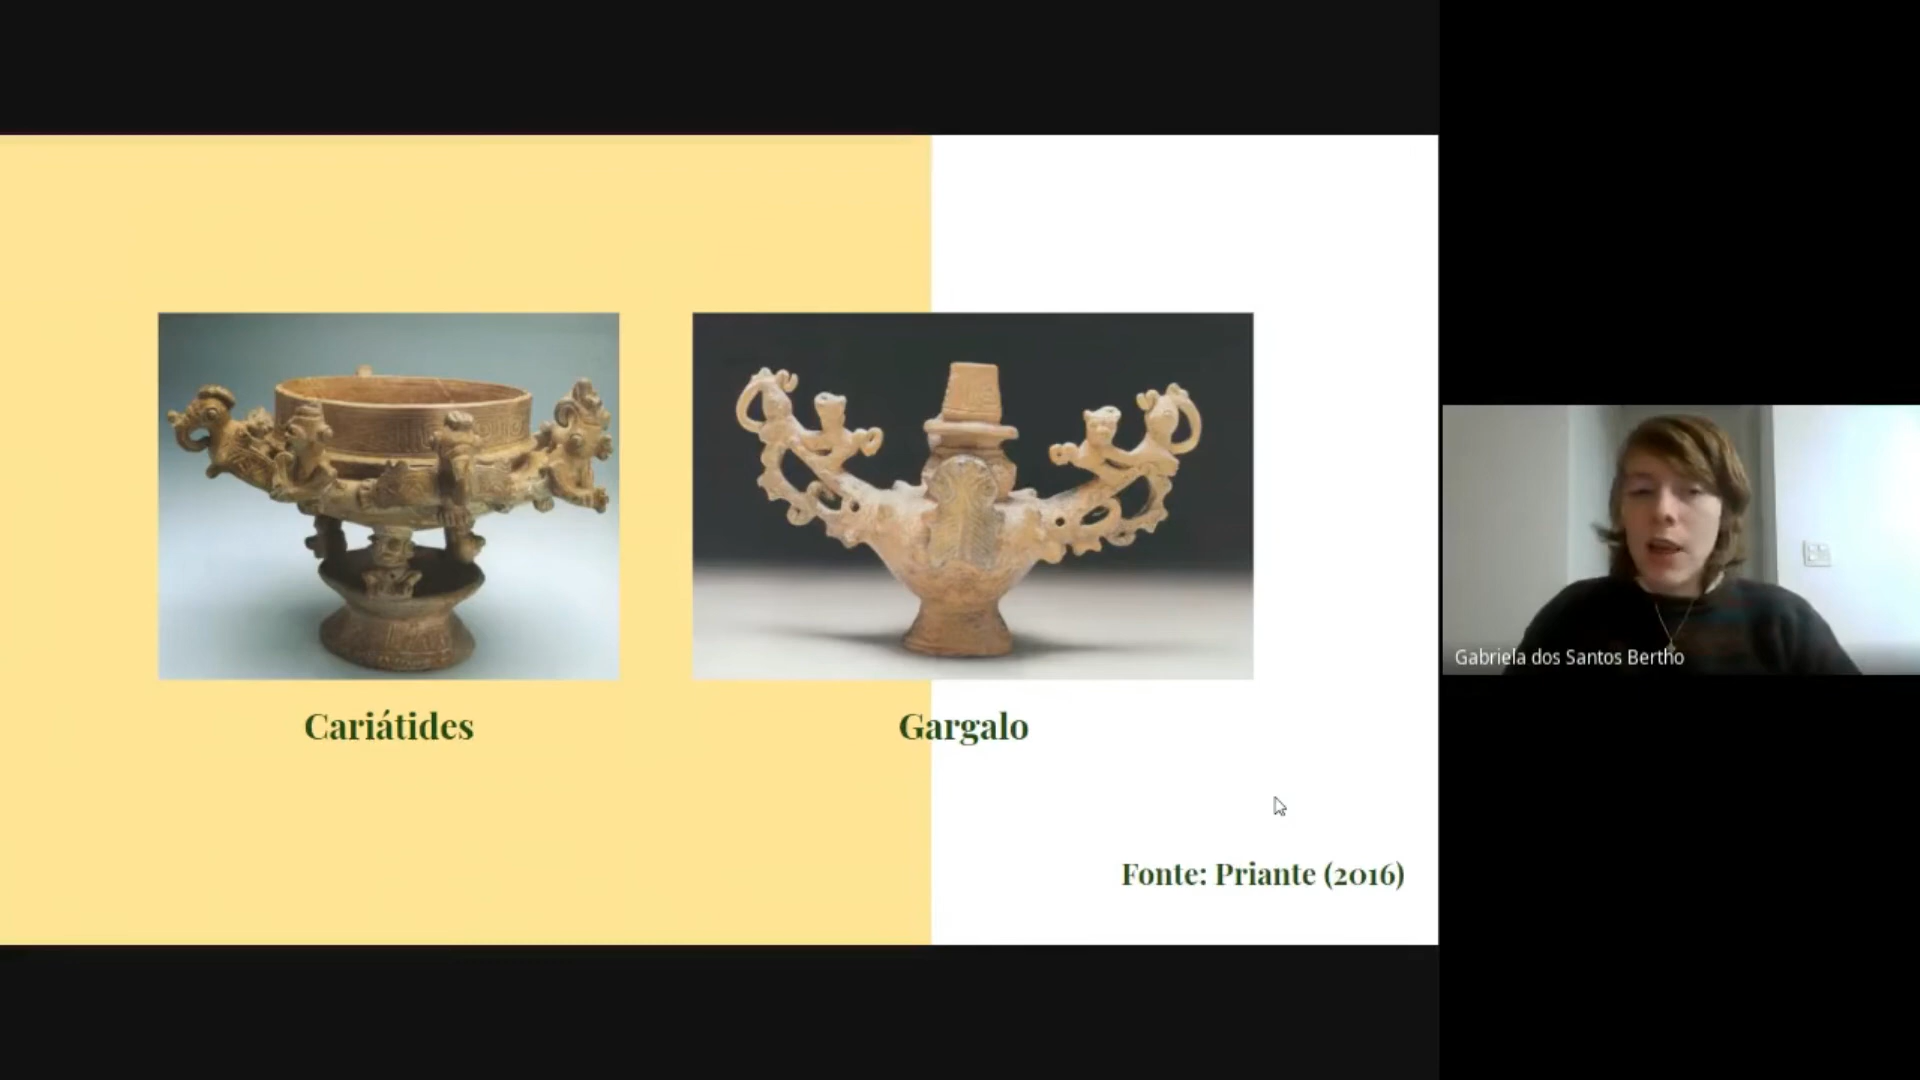 Cariátides
Gargalo
Fonte: Priante (2016)
Gabriela dos Santos Bertho